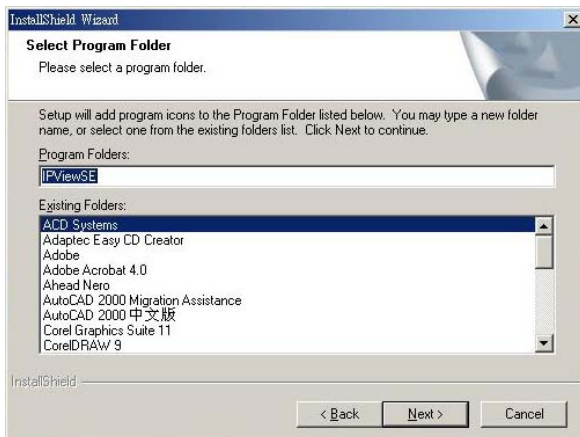 InstallShield Wizard
Select Program Folder
Please select a program folder.
Setup will add program icons to the Program Folder listed below. You may type a new folder
name, or select one from the existing folders list. Click Next to continue.
Program Folders:
IPViewSE
Existing Folders:
ACD Systems
Adaptec Easy CD Creator
Adobe
Adobe Acrobat 4.0
Ahead Nero
AutoCAD 2000 Migration Assistance
AutoCAD 2000 中文版
Corel Graphics Suite 11
CorelDRAW 9
InstallShield
< Back
Next >
Cancel